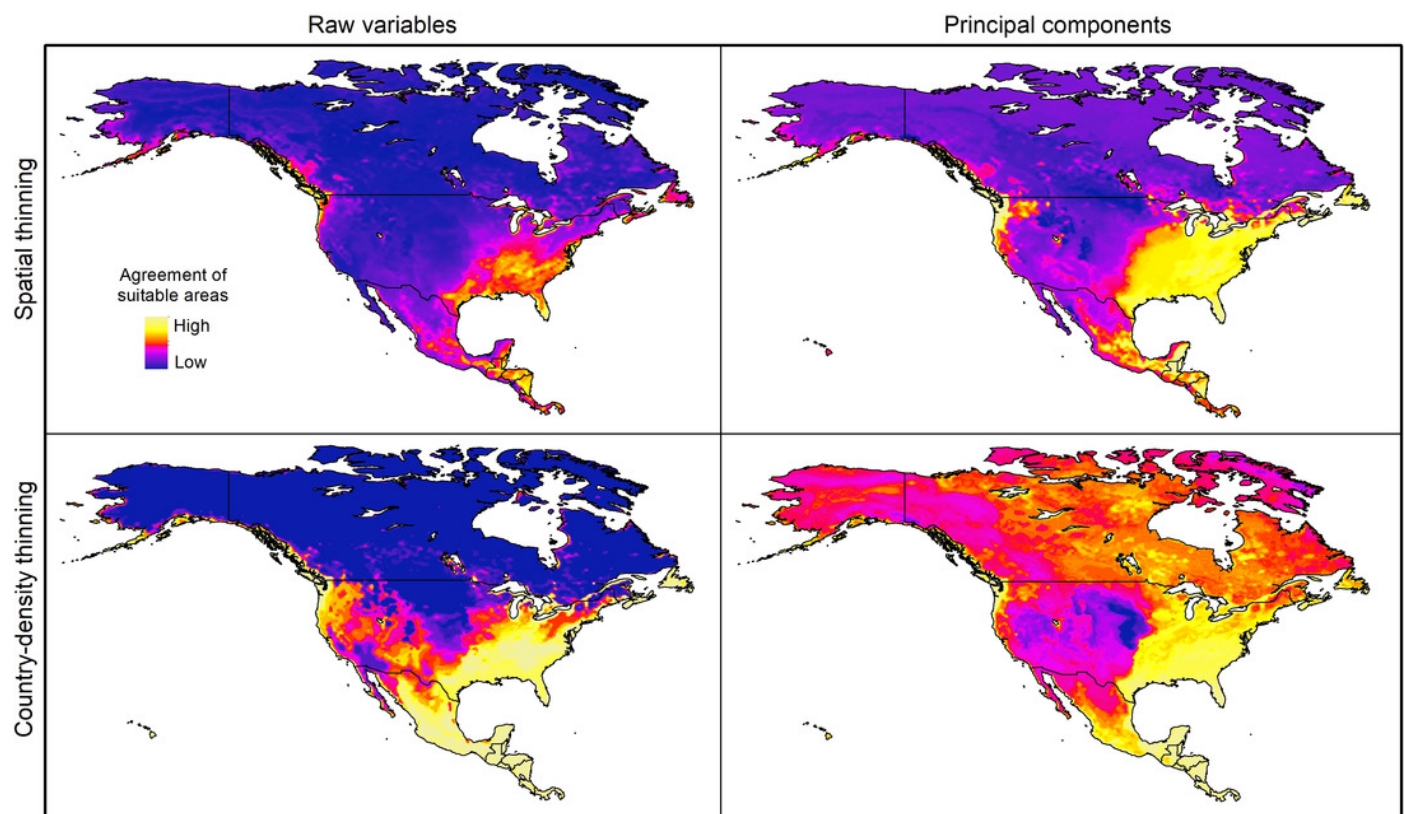 Raw variables
Principal components
Spatial thinning
Agreement of
suitable areas
High
Low
Country-density thinning